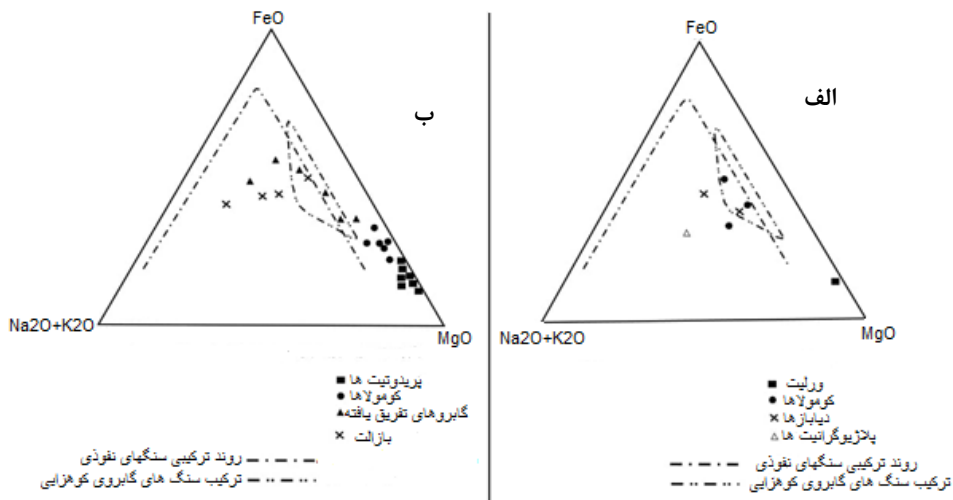 FeO
الف
Na2O+K2O
MgO
ورلیت
کومولاها
دیابازها
پلاژیوگرانیت ها
روند ترکیبی سنگهای نفوذی
ترکیب سنگ های گابروی کوهزایی
FeO
ب
Na2O+K2O
MgO
پریدوتیت ها
کومولاها
گابروهای تفریق یافته
بازالت
روند ترکیبی سنگهای نفوذی
ترکیب سنگ های گابروی کوهزایی